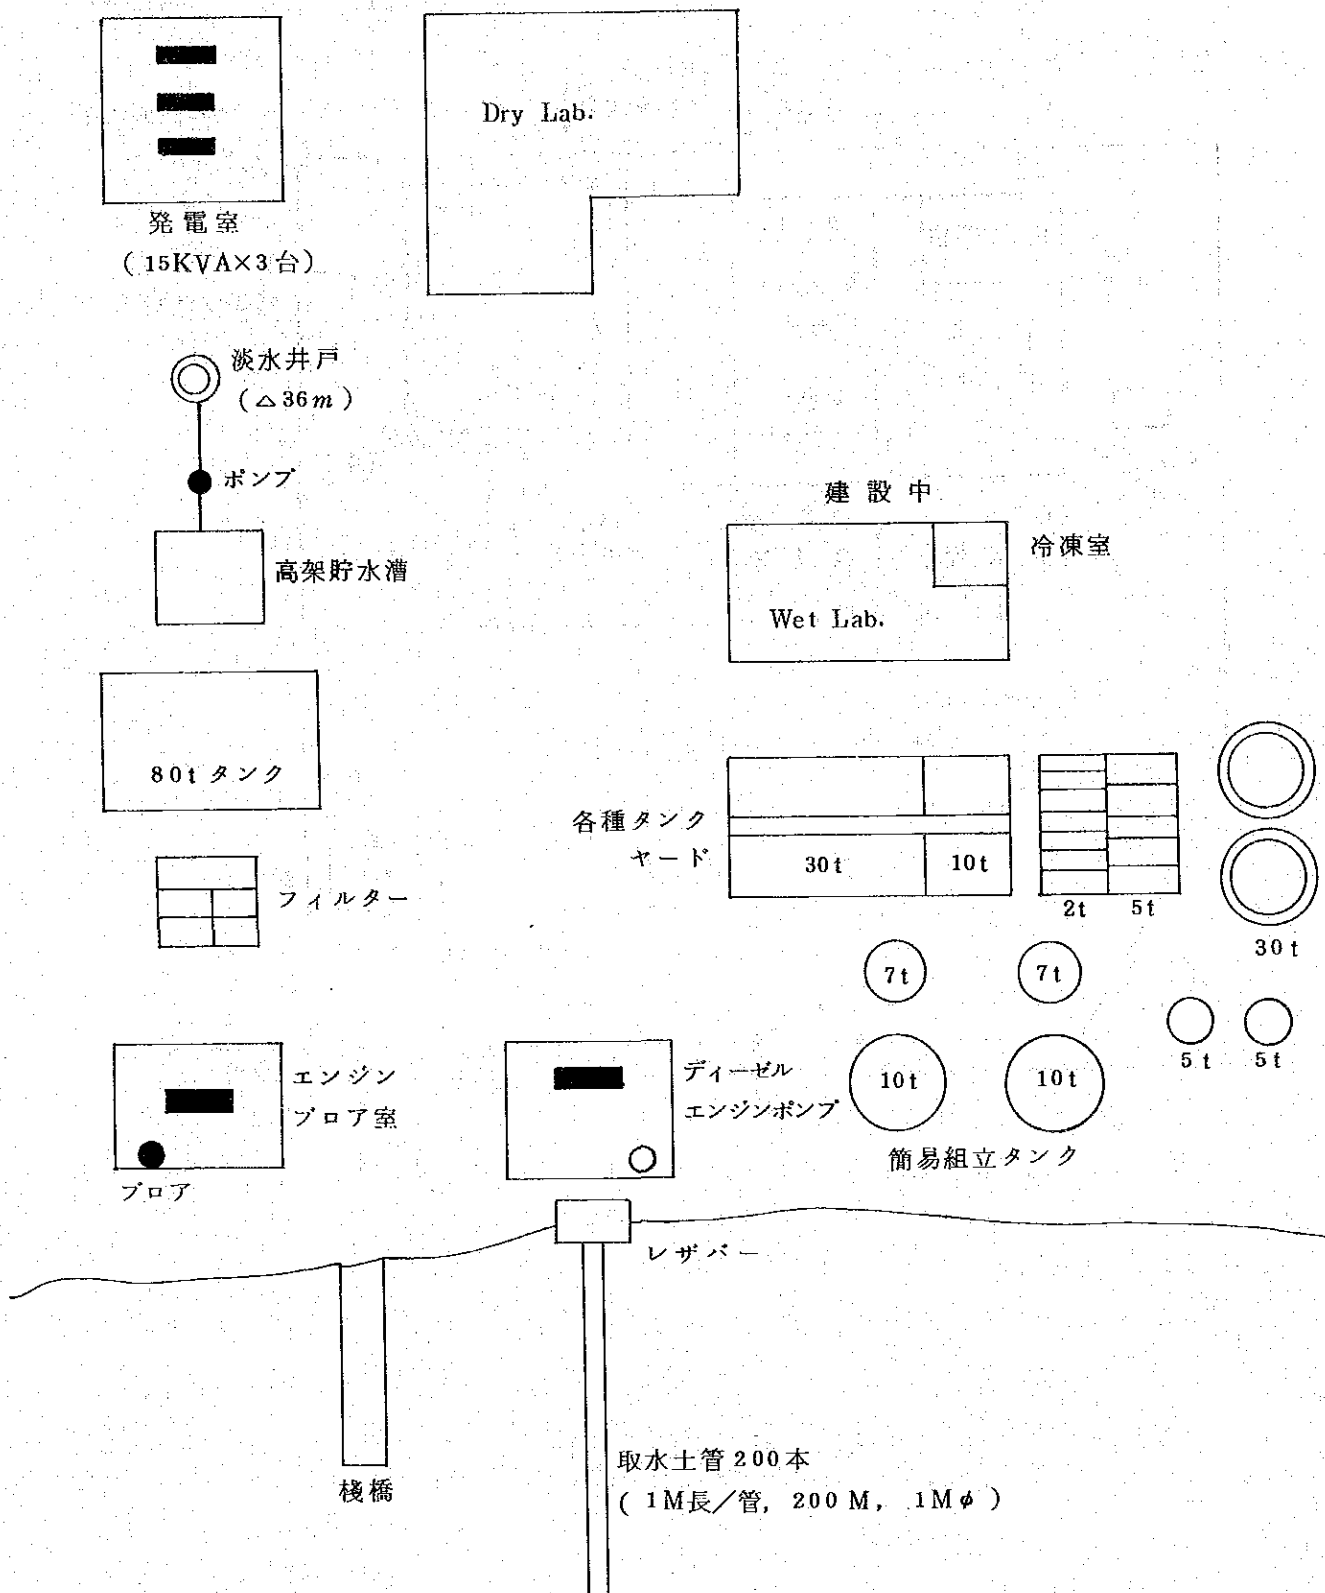 Dry Lab.
発電室
(15KVA×3台)
淡水井戸
(△36m)
ポンプ
高架貯水漕
建設中
冷凍室
Wet Lab.
80tタンク
各種タンク
ヤード
30t
10t
2t
5t
30t
フィルター
7t
7t
5t
5t
エンジン
ブロア室
ブロア
ディーゼル
エンジンポンプ
10t
10t
簡易組立タンク
レザバー
棧橋
取水土管200本
(1M長／管, 200M, 1Mφ)